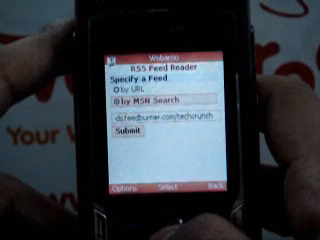 Webaroo
RSS Feed Reader
Specify a Feed
by URL
by MSN Search
ds.feedburner.com/techcrunch
Submit
Options Select Back
Your W